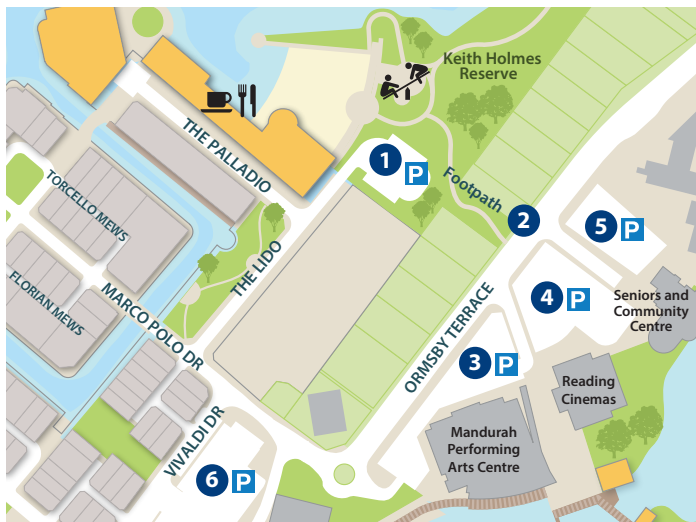 Keith Holmes
Reserve
THE PALLADIO
1
P
Footpath
TORCELLO MEWS
2
5
P
THE LIDO
FLORIAN MEWS
MARCO POLO DR
4
P
Seniors and
Community
Centre
ORMSBY TERRACE
3
P
Reading
Cinemas
VIVALDI DR
Mandurah
Performing
Arts Centre
6
P